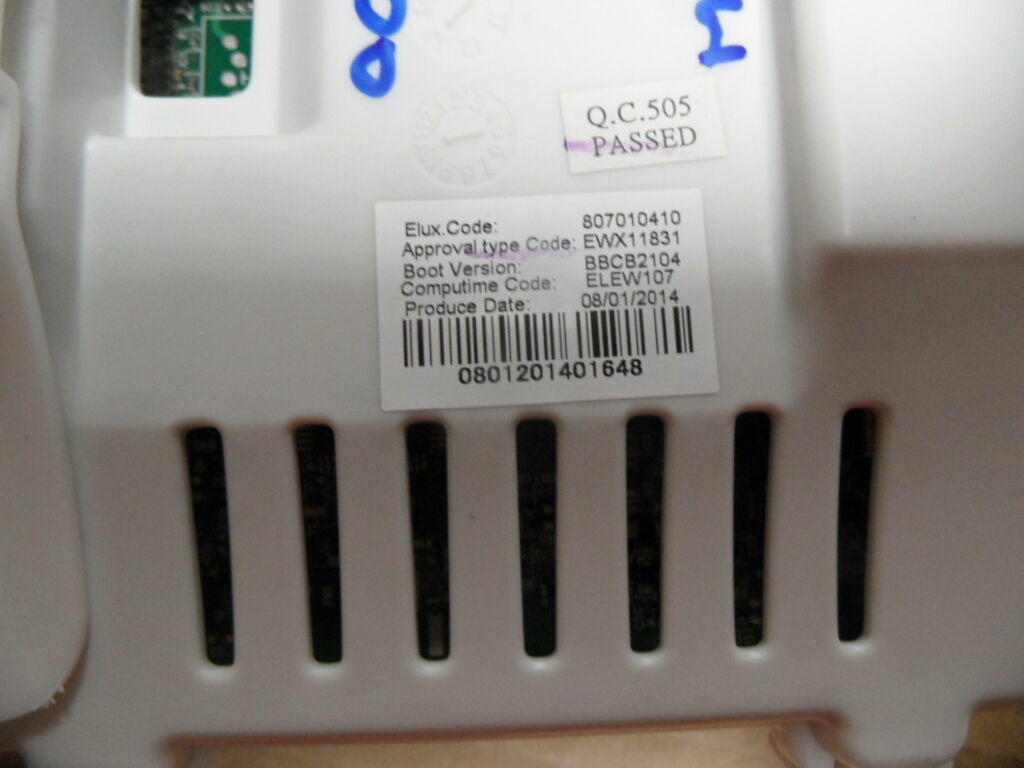 Q.C.505
PASSED
Elux.Code: 807010410
Approval type Code: EWX11831
Boot Version: BBCB2104
Computime Code: ELEW107
Produce Date: 08/01/2014
0801201401648